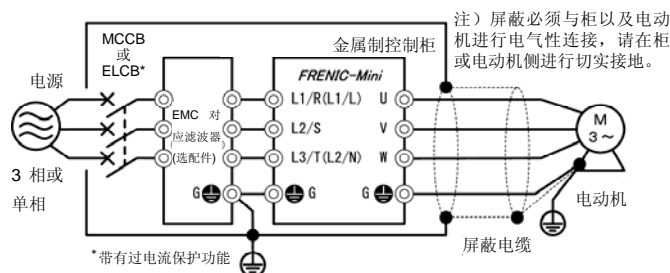 注）屏蔽必须与柜以及电动
机进行电气性连接，请在柜
或电动机侧进行切实接地。
MCCB
或
ELCB*
金属制控制柜
电源
FRENIC-Mini
EMC 对
应滤波器
(选配件)
L1/R(L1/L) U
L2/S V
L3/T(L2/N) W
G G G
M
3～
3 相或
单相
电动机
屏蔽电缆
*带有过电流保护功能